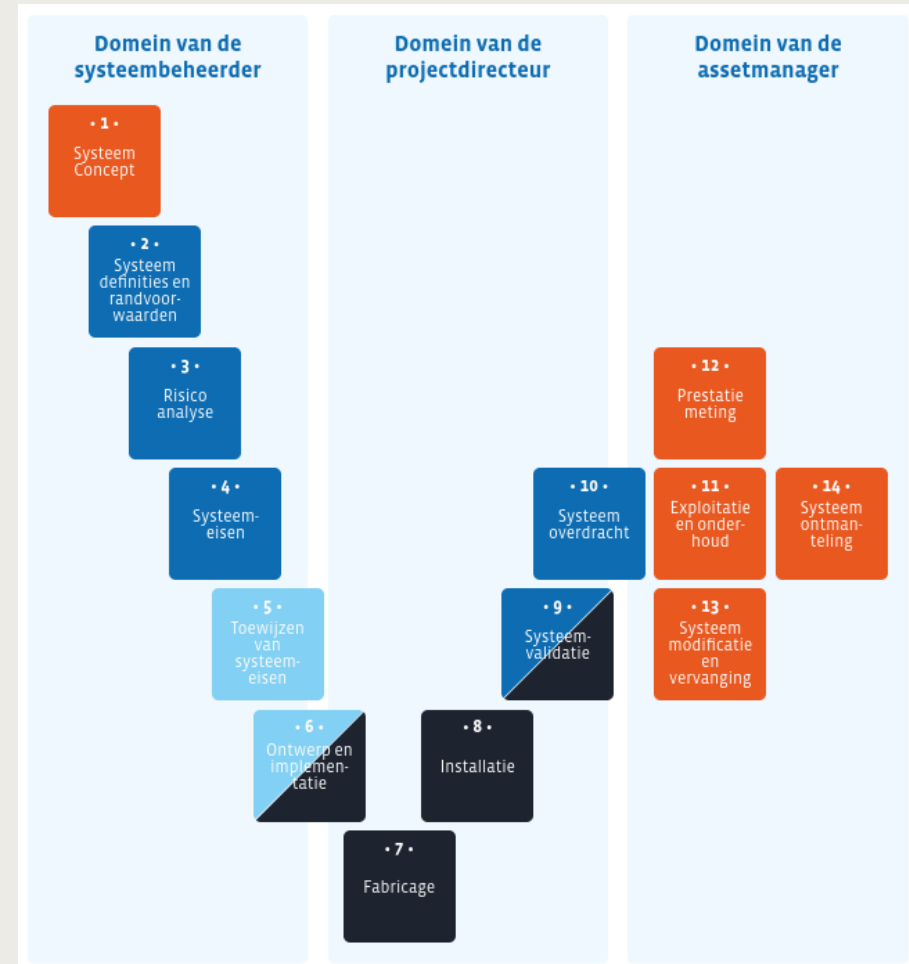 Domein van de
systeembeheerder
Domein van de
projectdirecteur
Domein van de
assetmanager
• 1 •
Systeem
Concept
• 2 •
Systeem
definities en
randvoor-
waarden
• 3 •
Risico
analyse
• 4 •
Systeem-
eisen
• 5 •
Toewijzen
van
systeem-
eisen
• 6 •
Ontwerp en
implemen-
tatie
• 7 •
Fabricage
• 8 •
Installatie
• 9 •
Systeem-
validatie
• 10 •
Systeem
overdracht
• 11 •
Exploitatie
en onder-
houd
• 12 •
Prestatie
meting
• 13 •
Systeem
modificatie
en
vervanging
• 14 •
Systeem
ontman-
teling